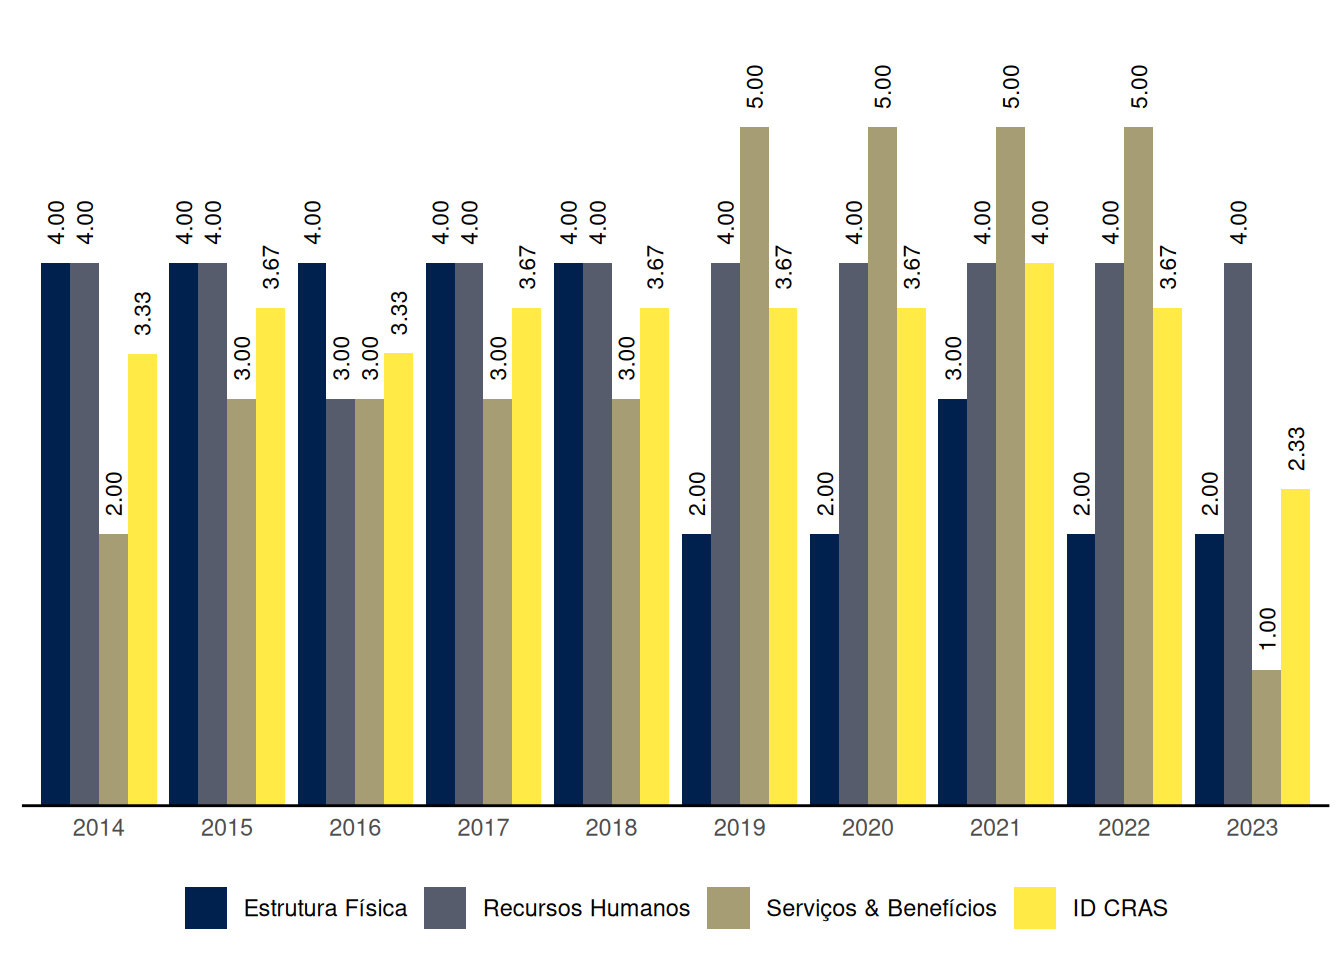 5.00 5.00 5.00 5.00
4.00 4.00 4.00 4.00 4.00 4.00 4.00 4.00 4.00 4.00 4.00 4.00 4.00 4.00 4.00 4.00
3.67 3.67 3.67 3.67 3.67 3.67
3.33 3.33
3.00 3.00 3.00 3.00 3.00 3.00
2.33
2.00 2.00 2.00 2.00 2.00
1.00
2014 2015 2016 2017 2018 2019 2020 2021 2022 2023
Estrutura Física Recursos Humanos Serviços & Benefícios ID CRAS